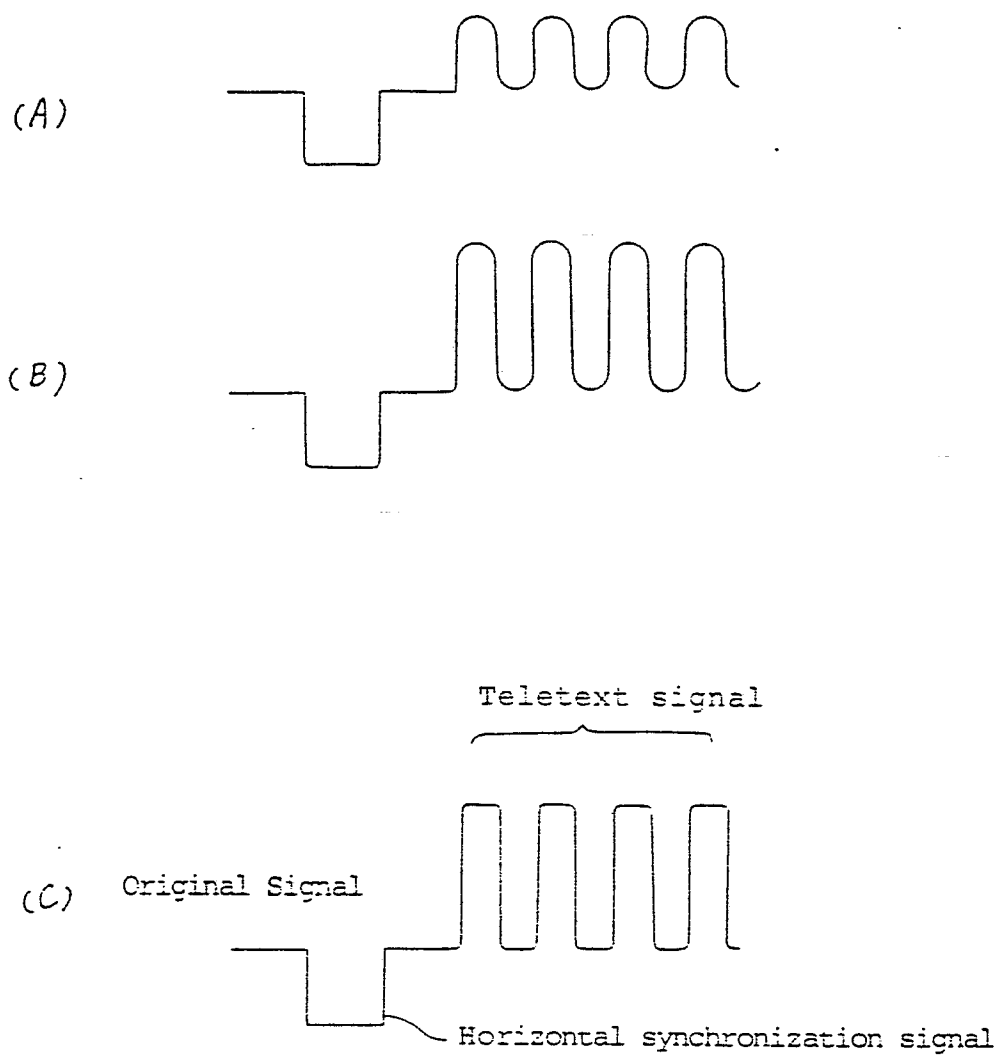 (A)
(B)
Teletext signal
(C) Original Signal
Horizontal synchronization signal